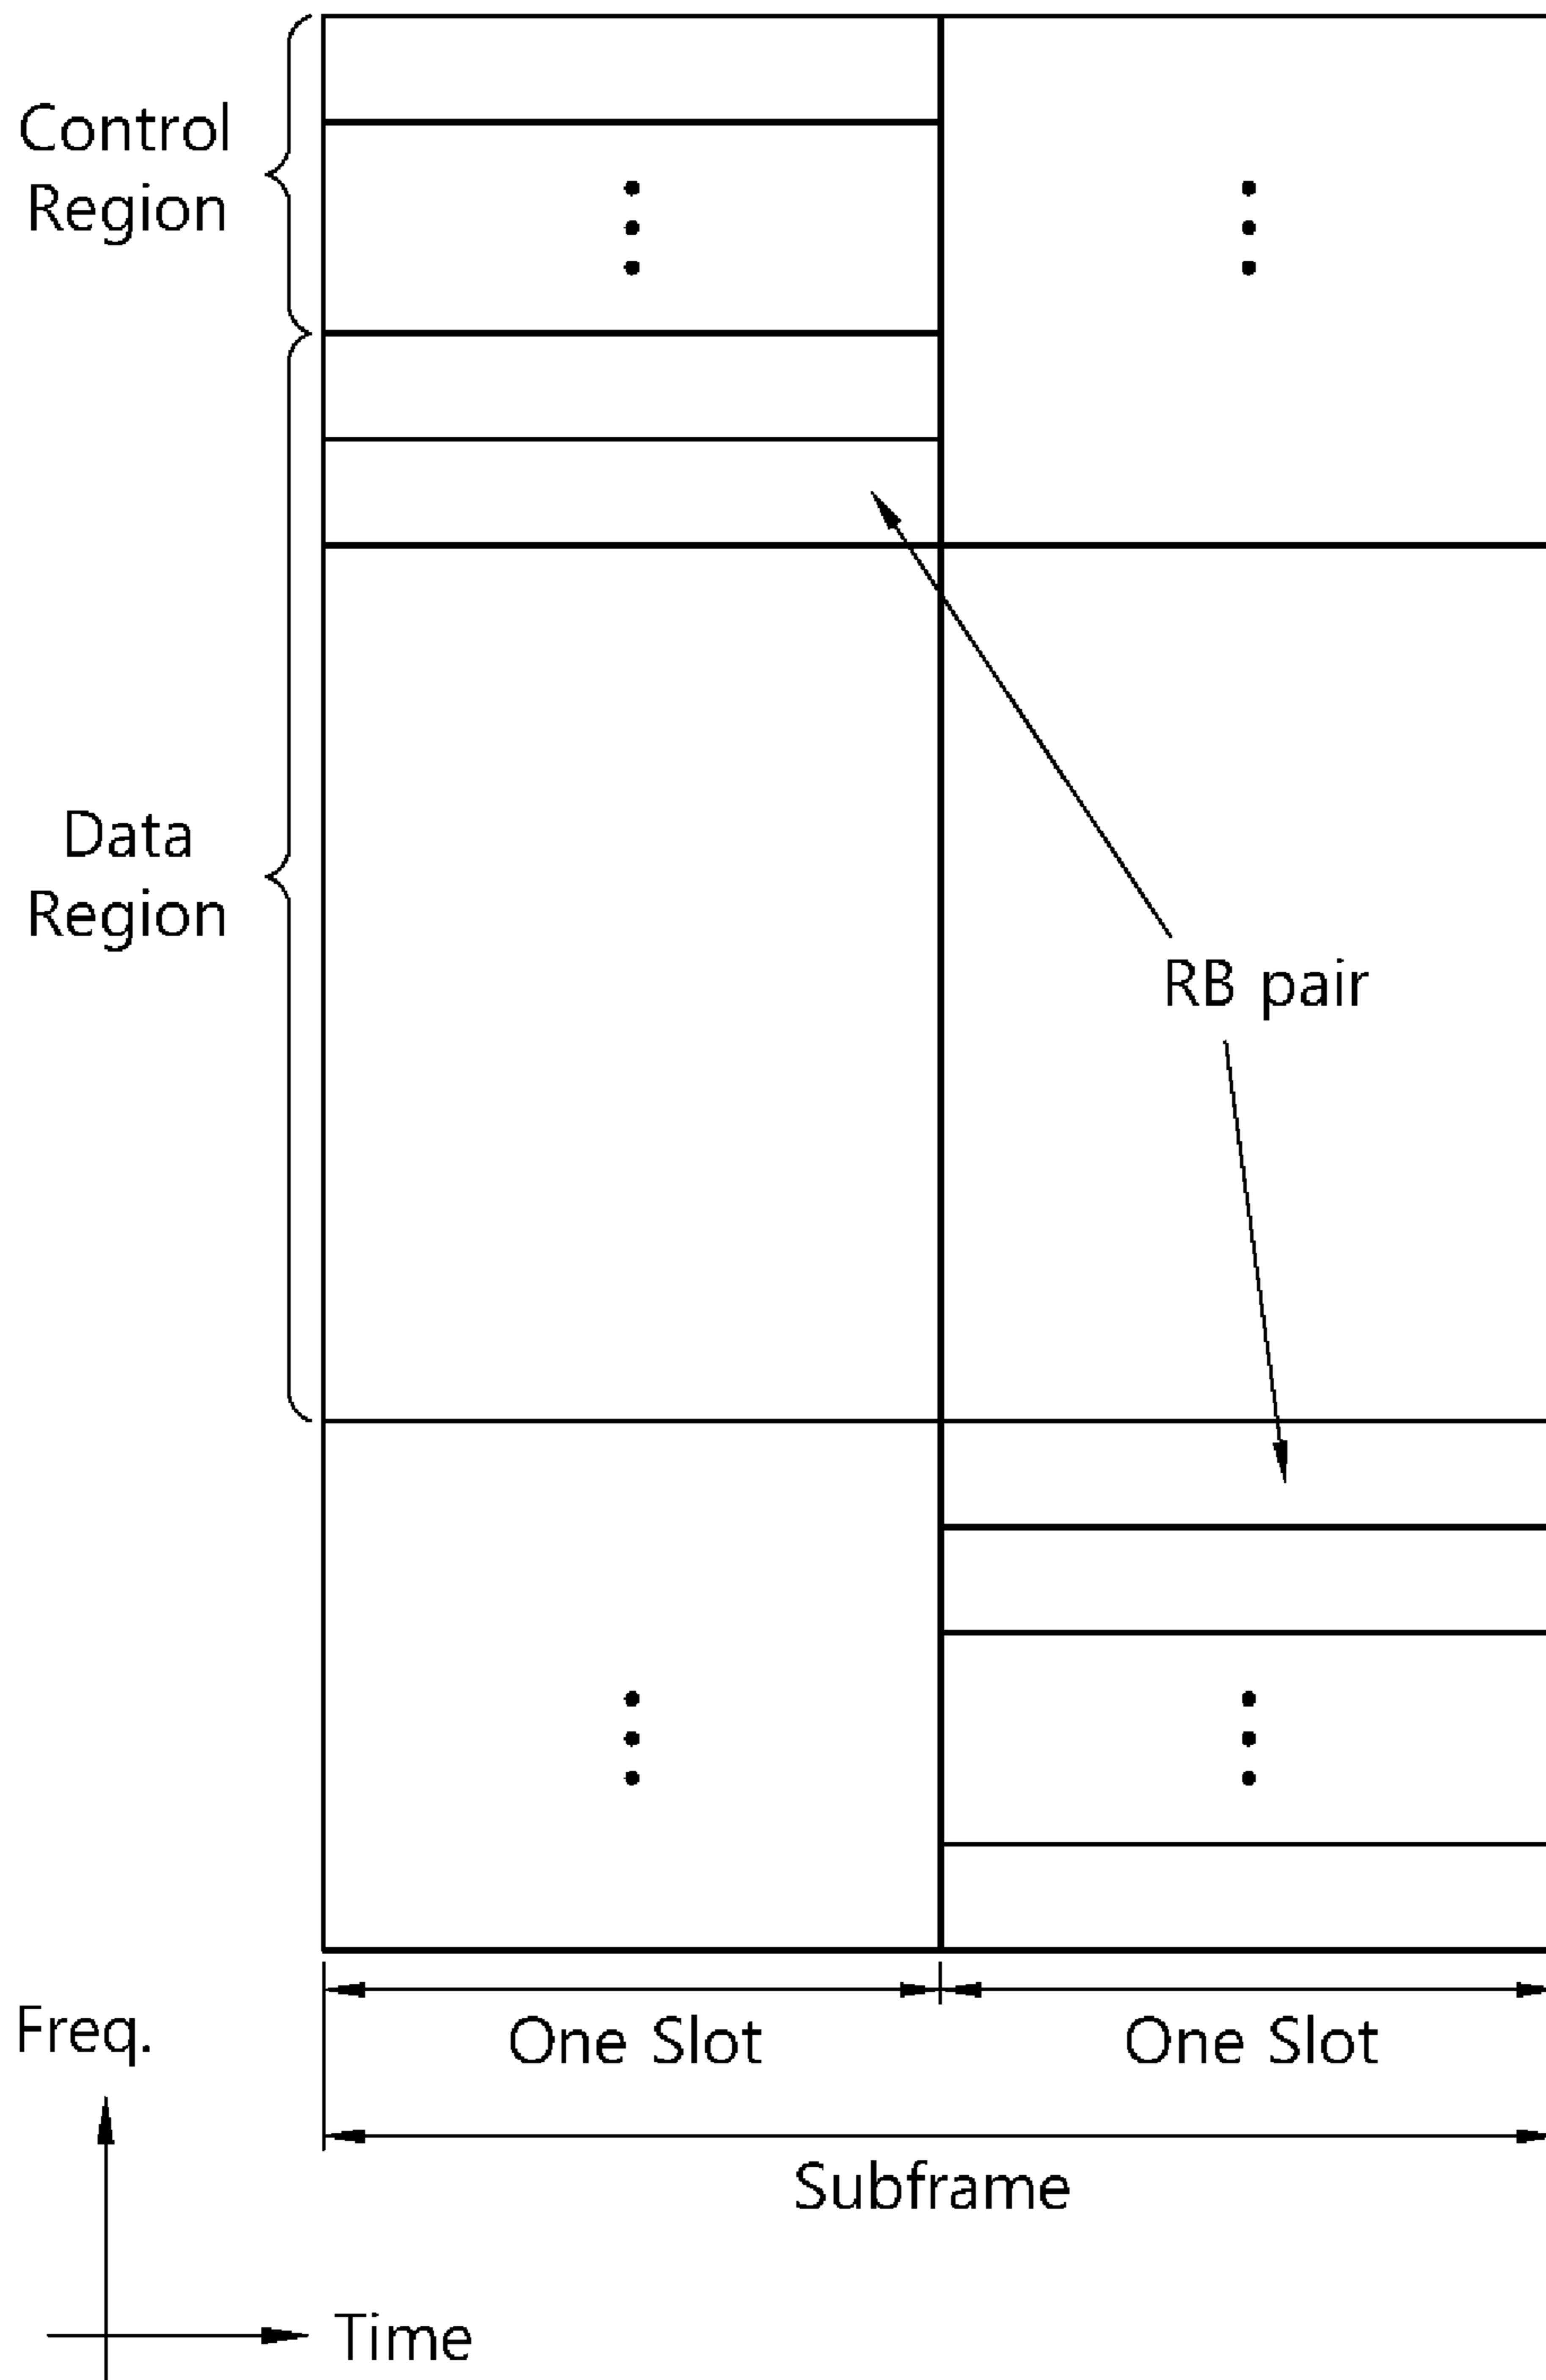 Control
Region
Data
Region
RB pair
One Slot
One Slot
Freq.
Subframe
Time